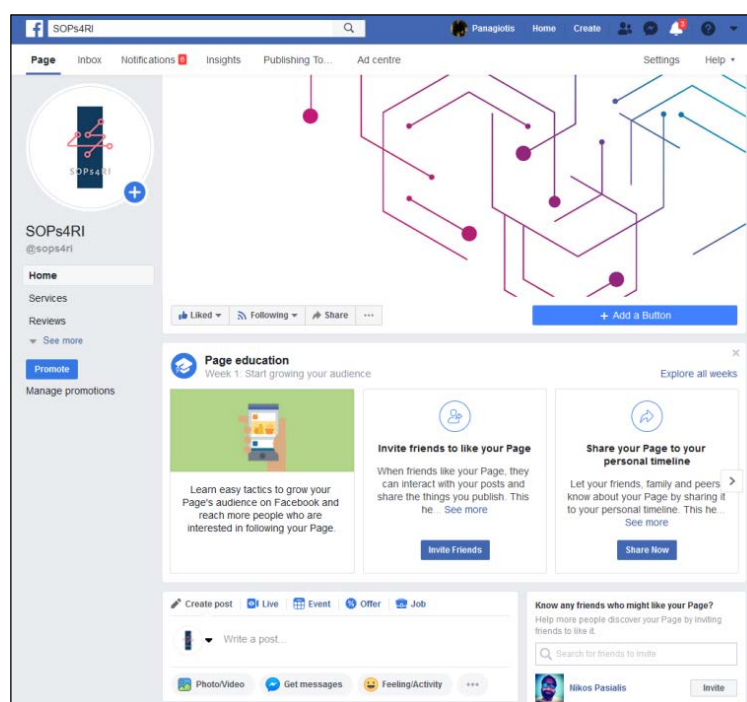 SOPs4RI
Panagiotis Home Create 3
Page Inbox Notifications 6 Insights Publishing To... Ad centre Settings Help
SOPs4RI
SOPs4RI
@sops4ri
Home
Services
Reviews
See more
Promote
Manage promotions
Liked Following Share ...
+ Add a Button
Page education
Week 1: Start growing your audience
Explore all weeks
Learn easy tactics to grow your
Page's audience on Facebook and
reach more people who are
interested in following your Page.
Invite friends to like your Page
When friends like your Page, they
can interact with your posts and
share the things you publish. This
he... See more
Invite Friends
Share your Page to your
personal timeline
Let your friends, family and peers
know about your Page by sharing it
to your personal timeline. This he...
See more
Share Now
Create post Live Event Offer Job
Write a post...
Photo/Video Get messages Feeling/Activity ...
Know any friends who might like your Page?
Help more people discover your Page by inviting
friends to like it.
Search for friends to invite
Nikos Pasialis Invite